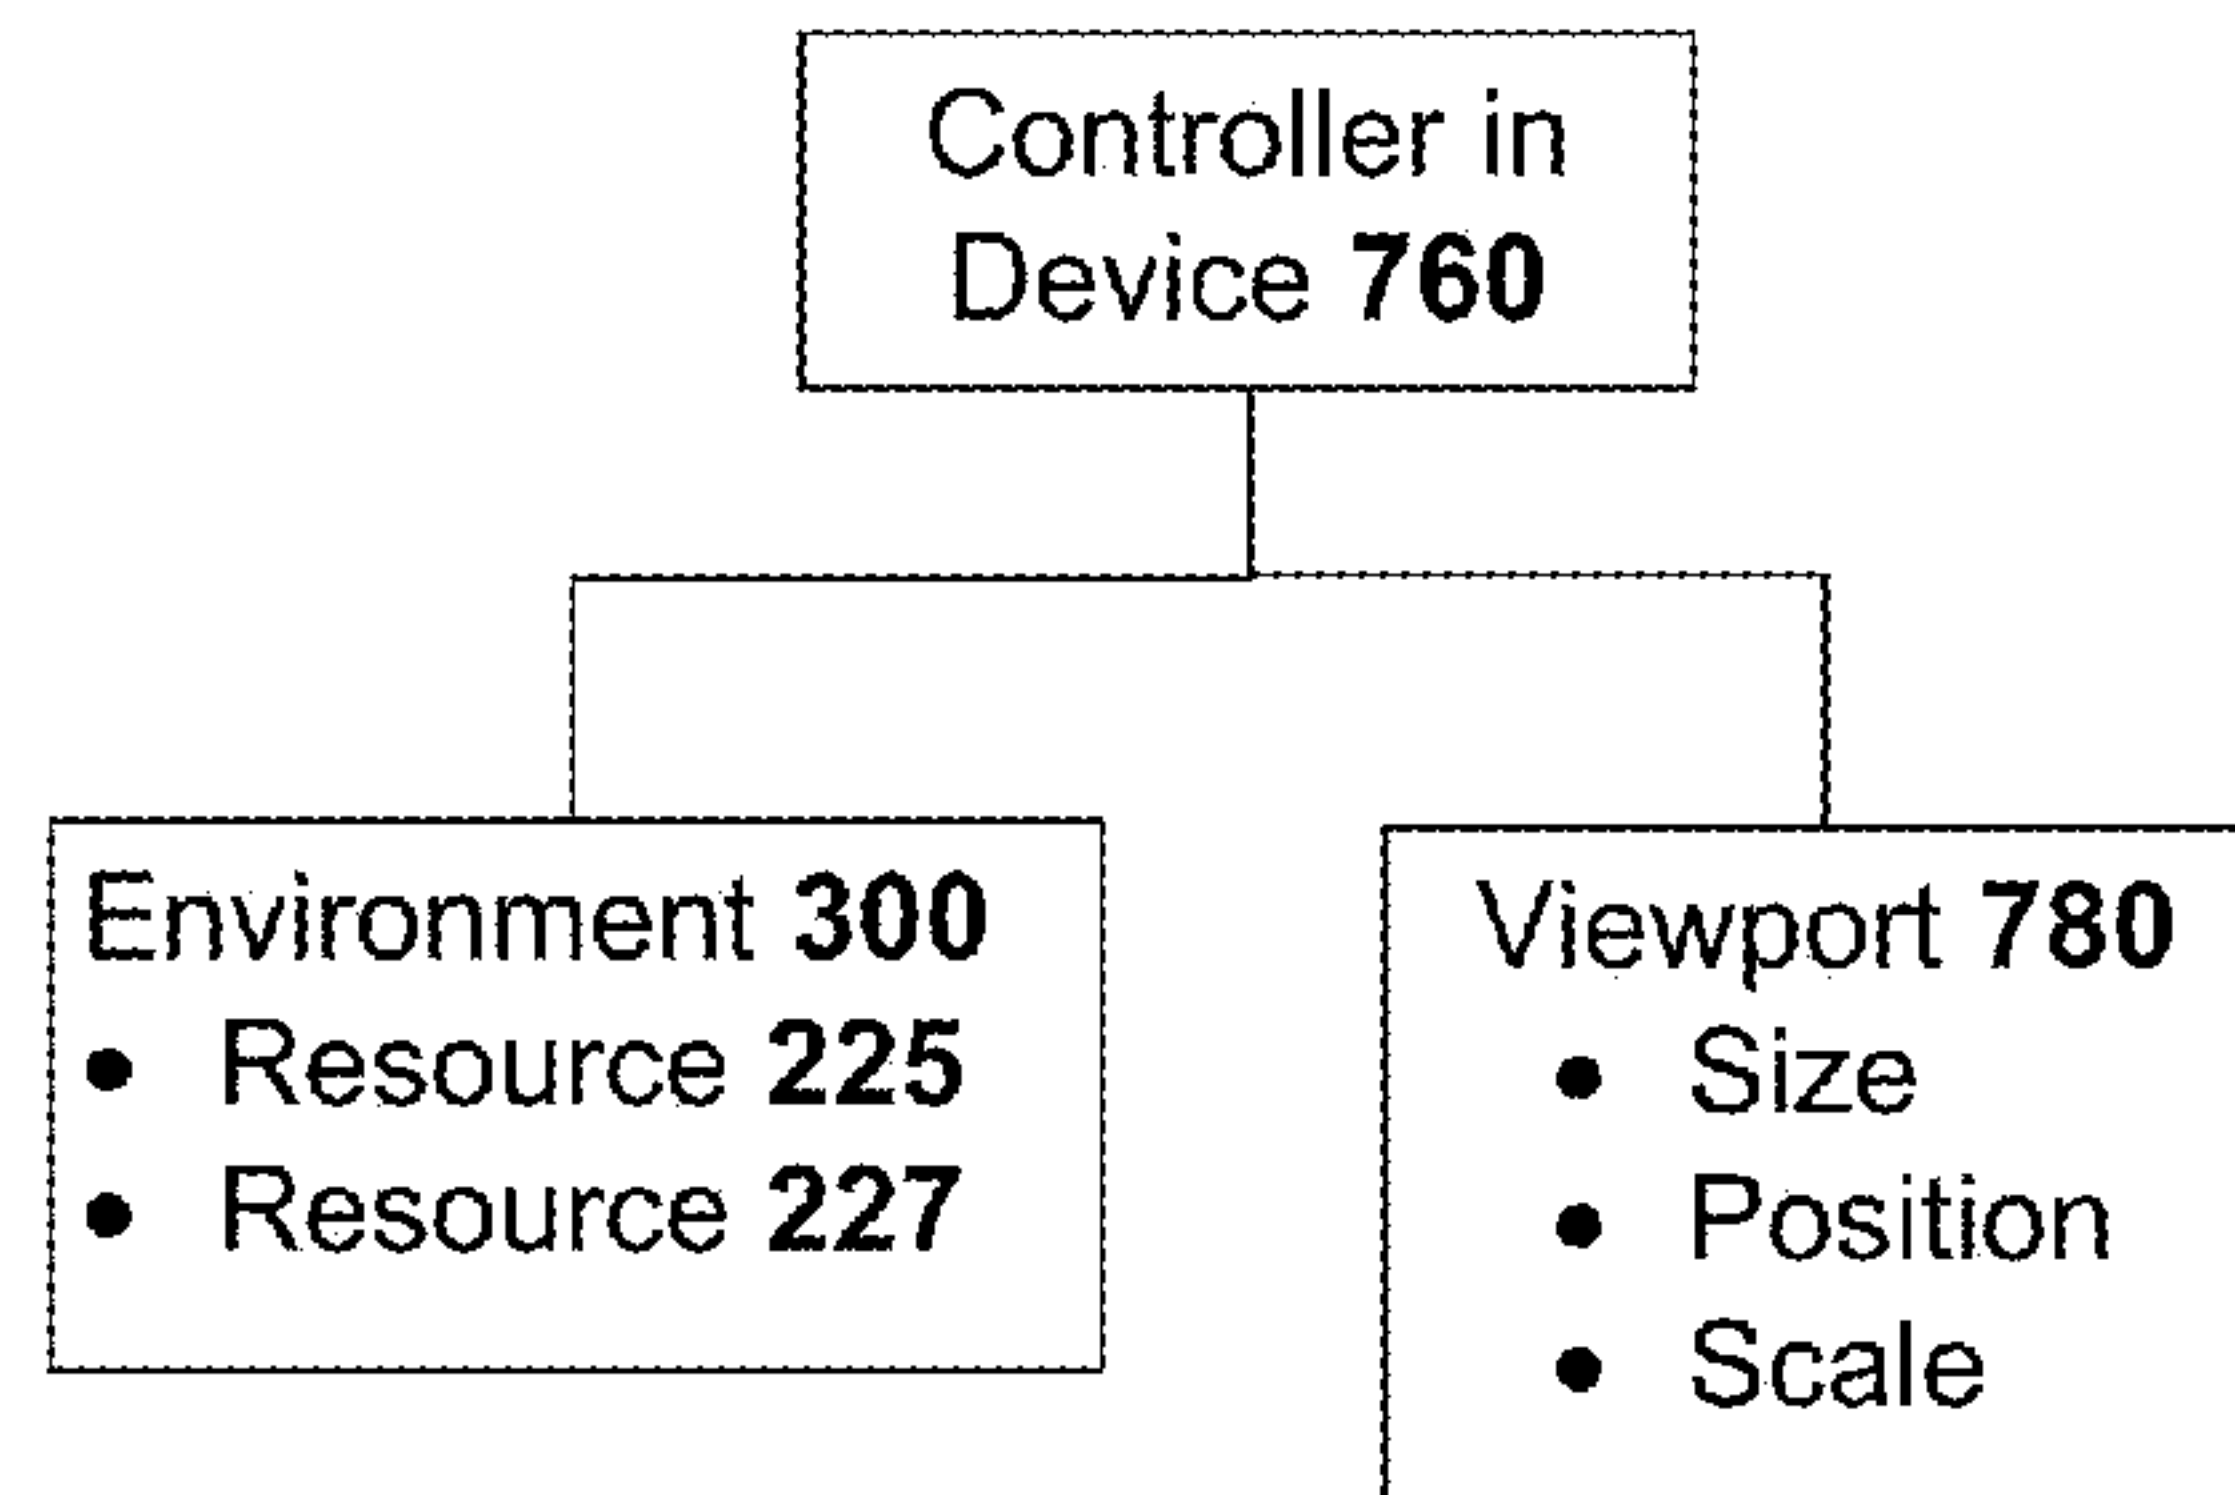 Controller in
Device 760
Environment 300
• Resource 225
• Resource 227
Viewport 780
• Size
• Position
• Scale